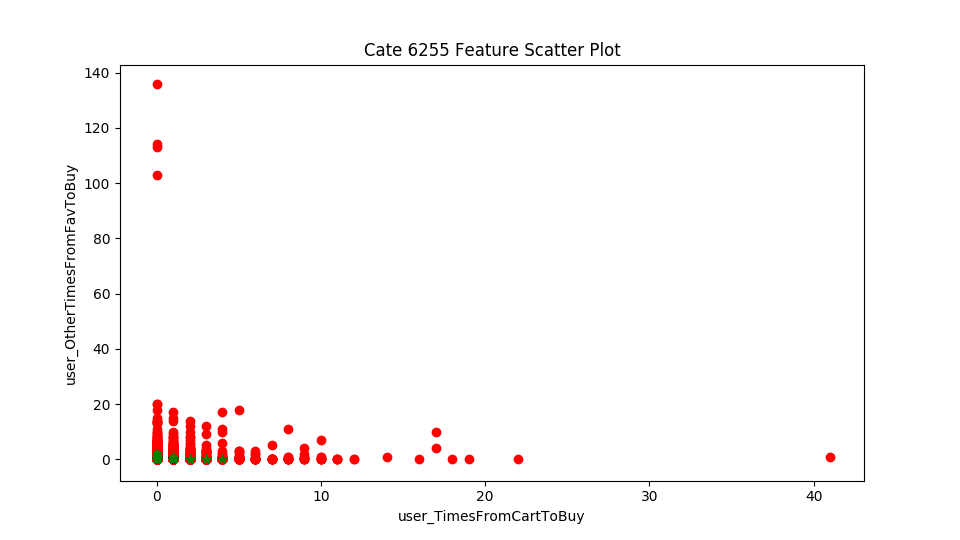 Cate 6255 Feature Scatter Plot
140
120
100
80
60
40
20
0
user_OtherTimesFromFavToBuy
0 10 20 30 40
user_TimesFromCartToBuy